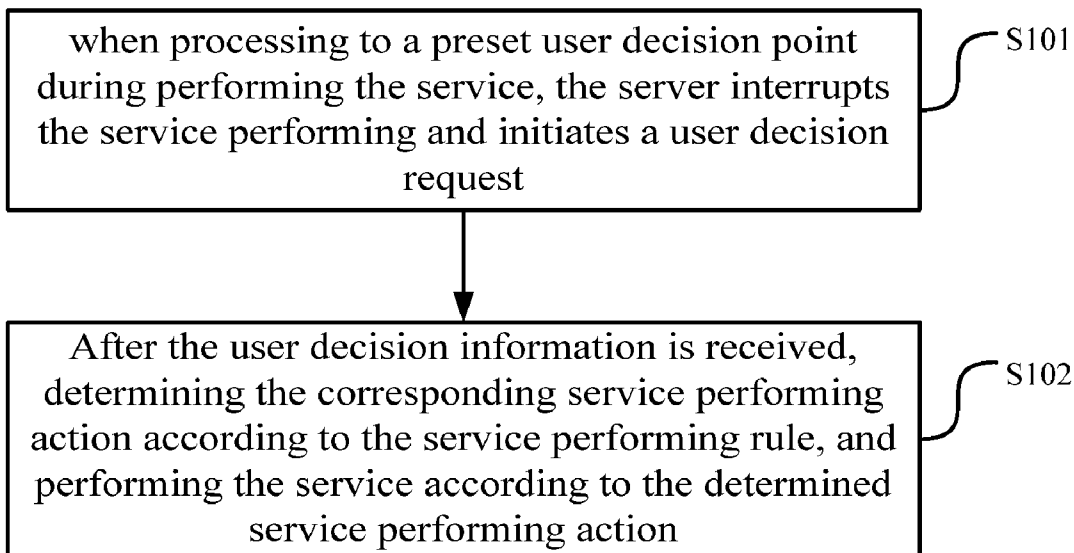 when processing to a preset user decision point
during performing the service, the server interrupts
the service performing and initiates a user decision
request
S101
After the user decision information is received,
determining the corresponding service performing
action according to the service performing rule, and
performing the service according to the determined
service performing action
S102